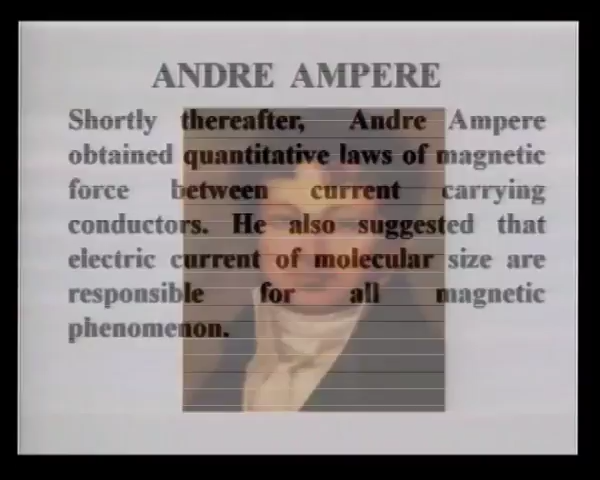 ANDRE AMPERE
Shortly thereafter, Andre Ampere
obtained quantitative laws of magnetic
force between current carrying
conductors. He also suggested that
electric current of molecular size are
responsible for all magnetic
phenomenon.